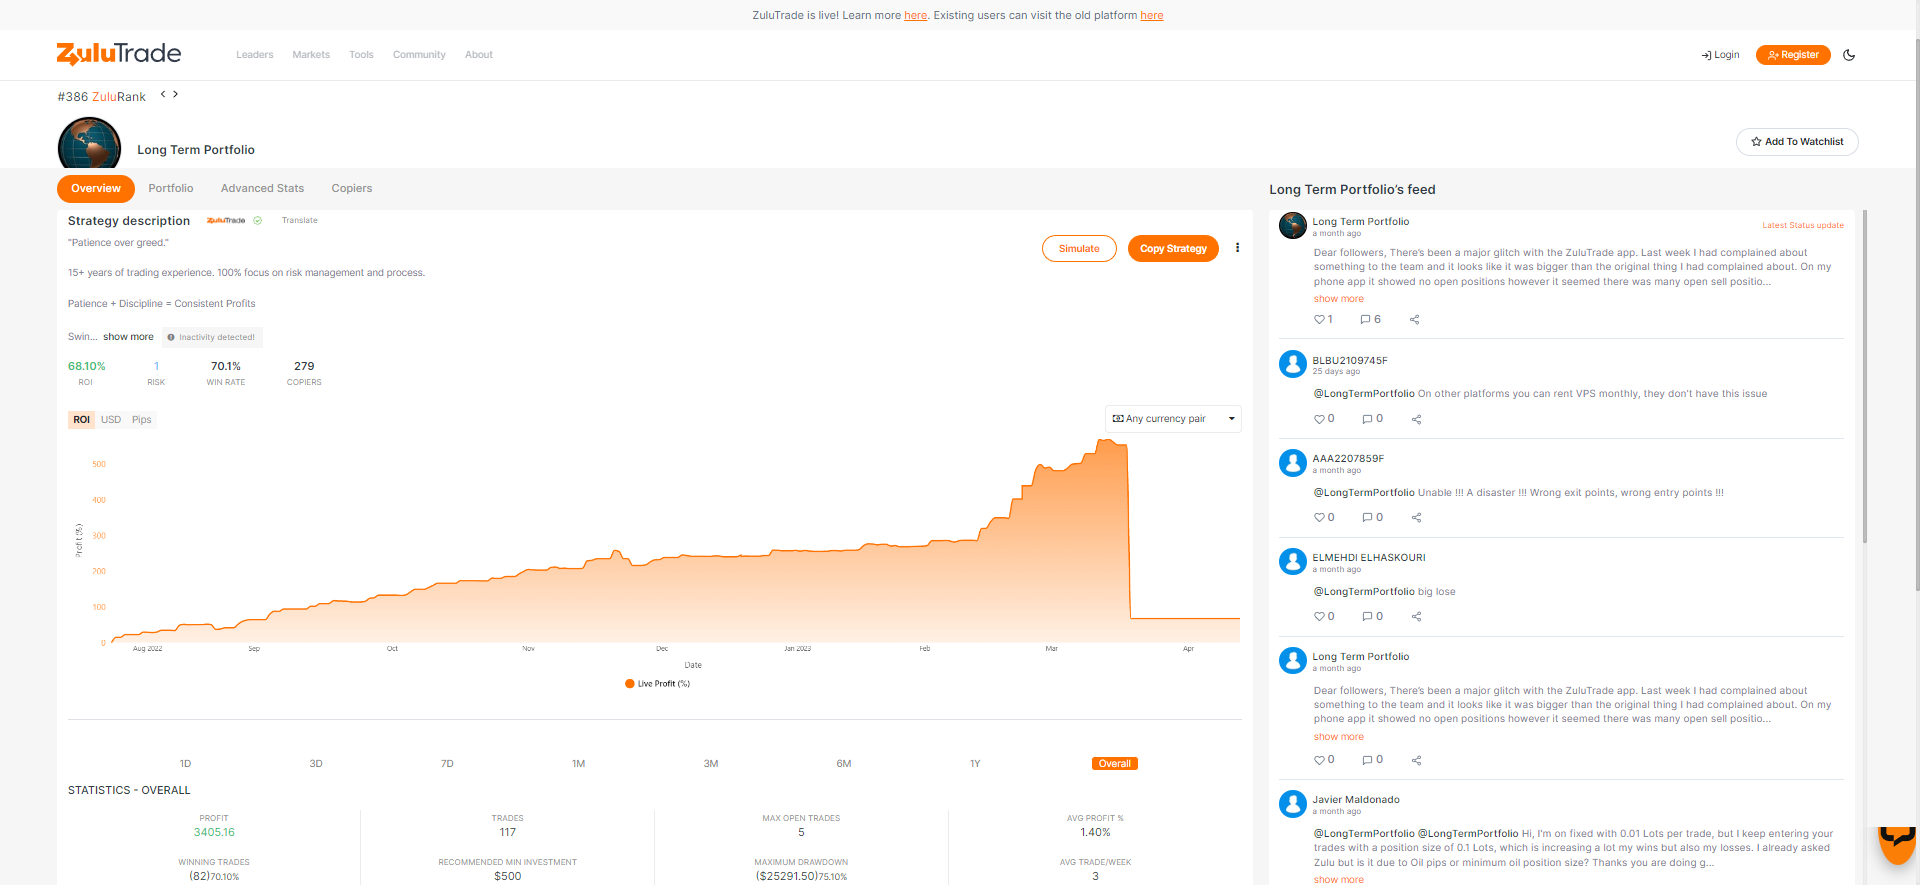 ZuluTrade is live! Learn more here. Existing users can visit the old platform here
ZuluTrade
Leaders Markets Tools Community About
Login Register
#386 ZuluRank < >
Long Term Portfolio
Add To Watchlist
Overview Portfolio Advanced Stats Copiers
Strategy description ZuluTrade Translate
"Patience over greed."
Simulate Copy Strategy
15+ years of trading experience. 100% focus on risk management and process.
Patience + Discipline = Consistent Profits
Swin... show more Inactivity detected!
68.10% 1 70.1% 279
ROI RISK WIN RATE COPIERS
ROI USD Pips
Any currency pair
Profit (%)
500
400
300
200
100
0
Aug 2022 Sep Oct Nov Dec Jan 2023 Feb Mar Apr
Date
Live Profit (%)
1D 3D 7D 1M 3M 6M 1Y Overall
STATISTICS - OVERALL
PROFIT TRADES MAX OPEN TRADES AVG PROFIT %
3405.16 117 5 1.40%
WINNING TRADES RECOMMENDED MIN INVESTMENT MAXIMUM DRAWDOWN AVG TRADE/WEEK
(82)70.10% $500 ($25291.50)75.10% 3
Long Term Portfolio's feed
Long Term Portfolio
a month ago
Latest Status update
Dear followers, There's been a major glitch with the ZuluTrade app. Last week I had complained about
something to the team and it looks like it was bigger than the original thing I had complained about. On my
phone app it showed no open positions however it seemed there was many open sell positio...
show more
1 6
BLBU2109745F
25 days ago
@LongTermPortfolio On other platforms you can rent VPS monthly, they don't have this issue
0 0
AAA2207859F
a month ago
@LongTermPortfolio Unable !!! A disaster !!! Wrong exit points, wrong entry points !!!
0 0
ELMEHDI ELHASKOURI
a month ago
@LongTermPortfolio big lose
0 0
Long Term Portfolio
a month ago
Dear followers, There's been a major glitch with the ZuluTrade app. Last week I had complained about
something to the team and it looks like it was bigger than the original thing I had complained about. On my
phone app it showed no open positions however it seemed there was many open sell positio...
show more
0 0
Javier Maldonado
a month ago
@LongTermPortfolio @LongTermPortfolio Hi, I'm on fixed with 0.01 Lots per trade, but I keep entering your
trades with a position size of 0.1 Lots, which is increasing a lot my wins but also my losses. I already asked
Zulu but is it due to Oil pips or minimum oil position size? Thanks you are doing g...
show more